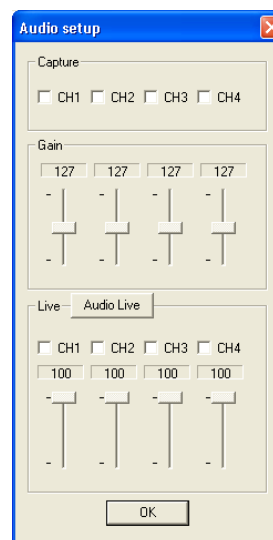 Audio setup
Capture
CH1 CH2 CH3 CH4
Gain
127 127 127 127
- - - -
- - - -
Live Audio Live
CH1 CH2 CH3 CH4
100 100 100 100
- - - -
- - - -
OK